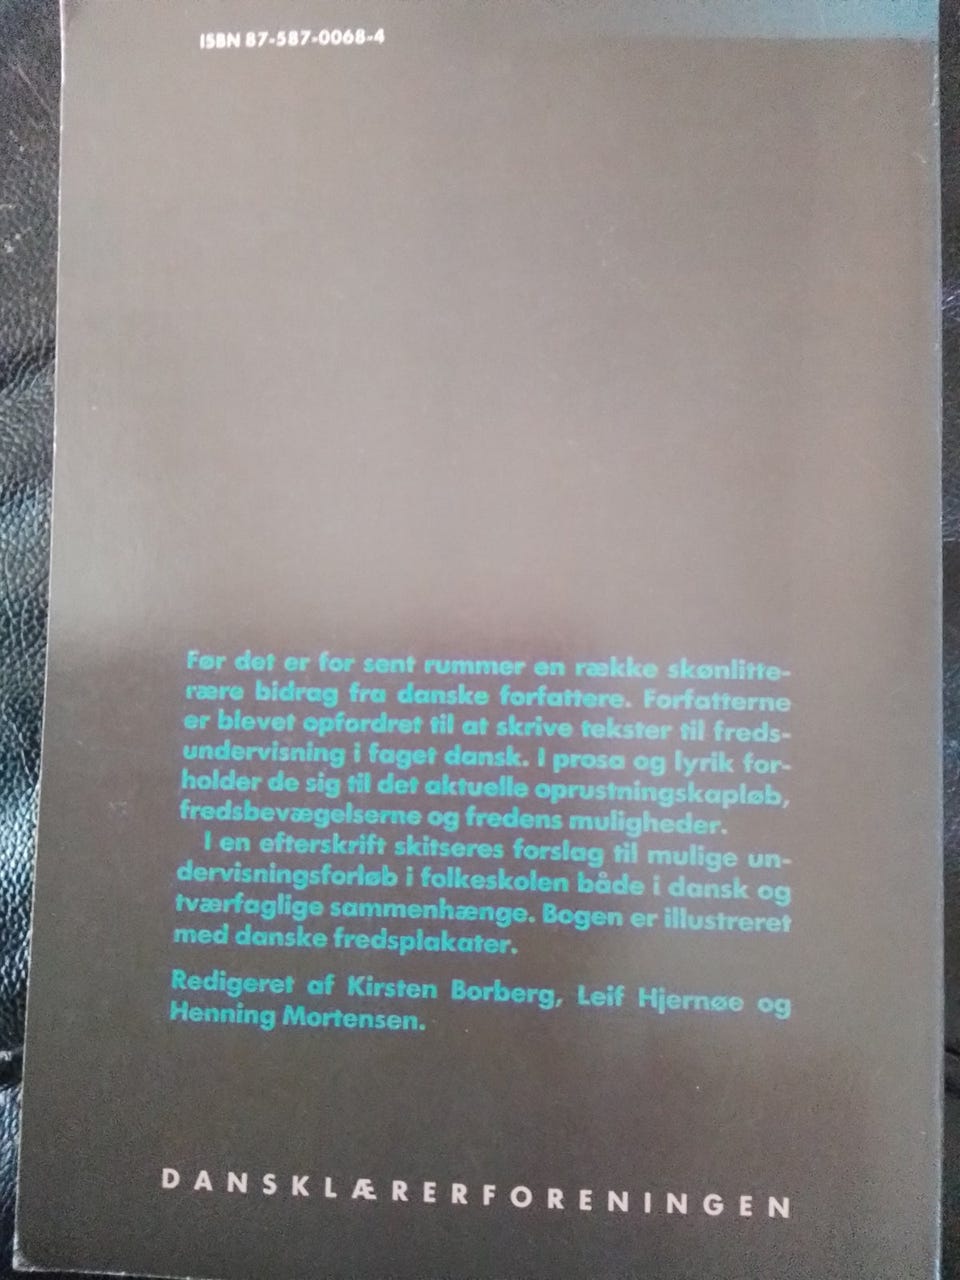 ISBN 87-587-0068-4
Før det er for sent rummer en række skønlitte-
rære bidrag fra danske forfattere. Forfatterne
er blevet opfordret til at skrive tekster til freds-
undervisning i faget dansk. I prosa og lyrik for-
holder de sig til det aktuelle oprustningskapløb,
fredsbevægelserne og fredens muligheder.
I en efterskrift skitseres forslag til mulige un-
dervisningsforløb i folkeskolen både i dansk og
tværfaglige sammenhænge. Bogen er illustreret
med danske fredsplakater.
Redigeret af Kirsten Borberg, Leif Hjernøe og
Henning Mortensen.
DANSKLÆRERFORENINGEN